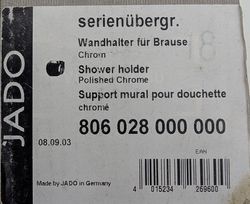 JADO
serienübergr.
Wandhalter für Brause
Chrom
Shower holder
Polished Chrome
Support mural pour douchette
chromé
806 028 000 000
08.09.03
EAN
Made by JADO in Germany
4 015234 269600